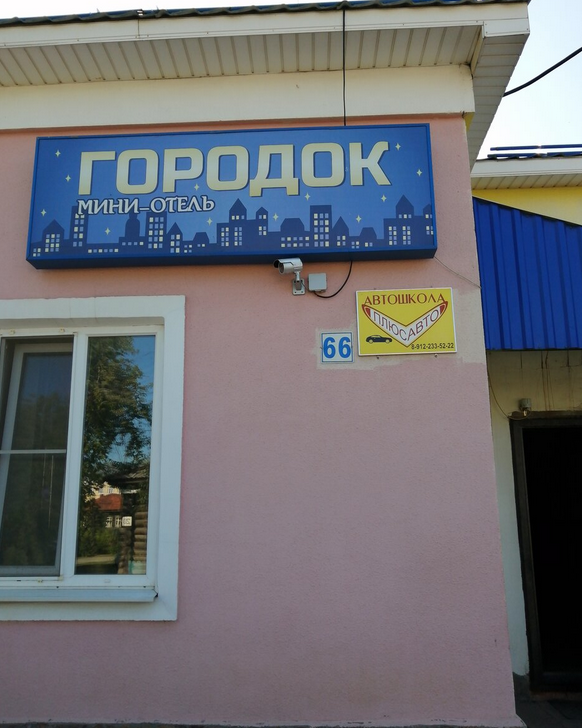 ГОРОДОК
МИНИ-ОТЕЛЬ
АВТОШКОЛА
ПЛЮСАВТО
8-912-233-52-22
66